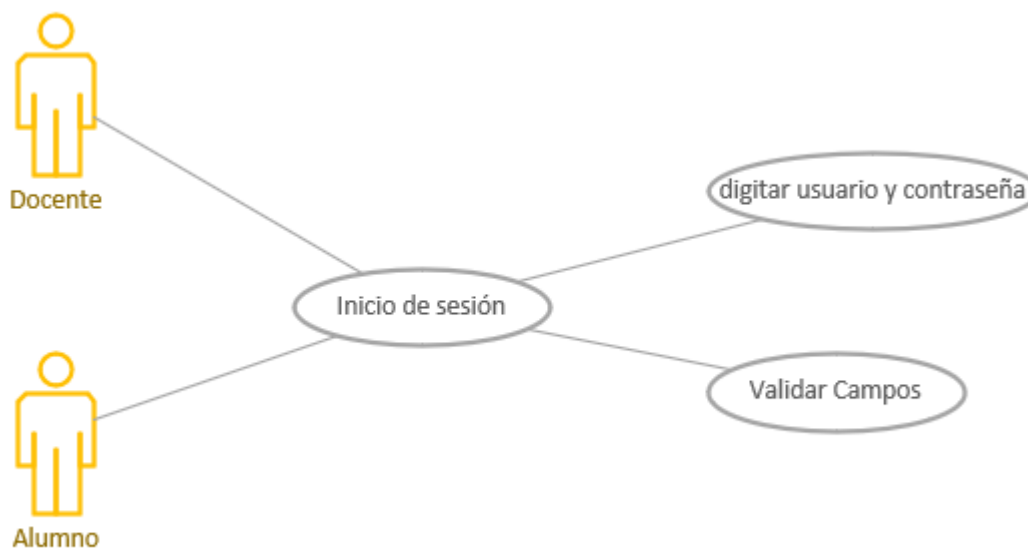 Docente
digitar usuario y contraseña
Inicio de sesión
Validar Campos
Alumno